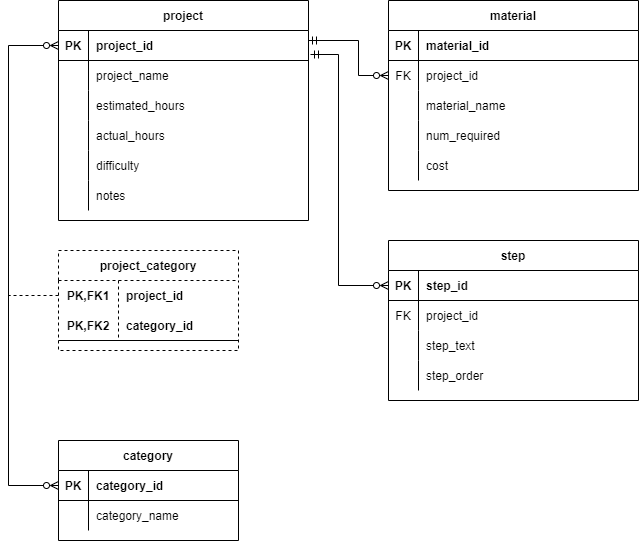 project
PK project_id
project_name
estimated_hours
actual_hours
difficulty
notes
material
PK material_id
FK project_id
material_name
num_required
cost
project_category
PK,FK1 project_id
PK,FK2 category_id
step
PK step_id
FK project_id
step_text
step_order
category
PK category_id
category_name